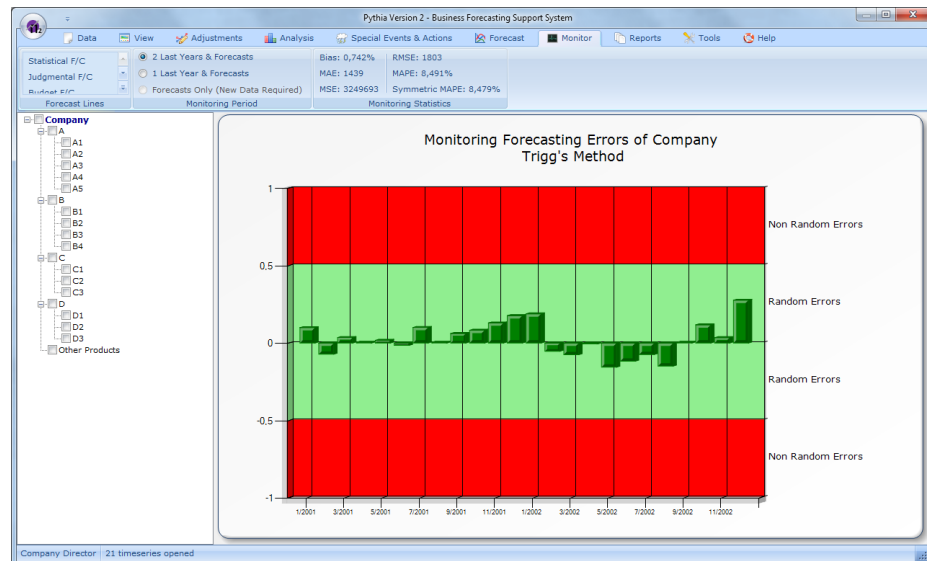 Pythia Version 2 - Business Forecasting Support System
Data View Adjustments Analysis Special Events & Actions Forecast Monitor Reports Tools Help
Statistical F/C
Judgmental F/C
Budget F/C
Forecast Lines
2 Last Years & Forecasts
1 Last Year & Forecasts
Forecasts Only (New Data Required)
Monitoring Period
Bias: 0,742% RMSE: 1803
MAE: 1439 MAPE: 8,491%
MSE: 3249693 Symmetric MAPE: 8,479%
Monitoring Statistics
Company
A
A1
A2
A3
A4
A5
B
B1
B2
B3
B4
C
C1
C2
C3
D
D1
D2
D3
Other Products
Monitoring Forecasting Errors of Company
Trigg's Method
1
Non Random Errors
0.5
Random Errors
0
Random Errors
-0.5
Non Random Errors
-1
1/2001 3/2001 5/2001 7/2001 9/2001 11/2001 1/2002 3/2002 5/2002 7/2002 9/2002 11/2002
Company Director 21 timeseries opened